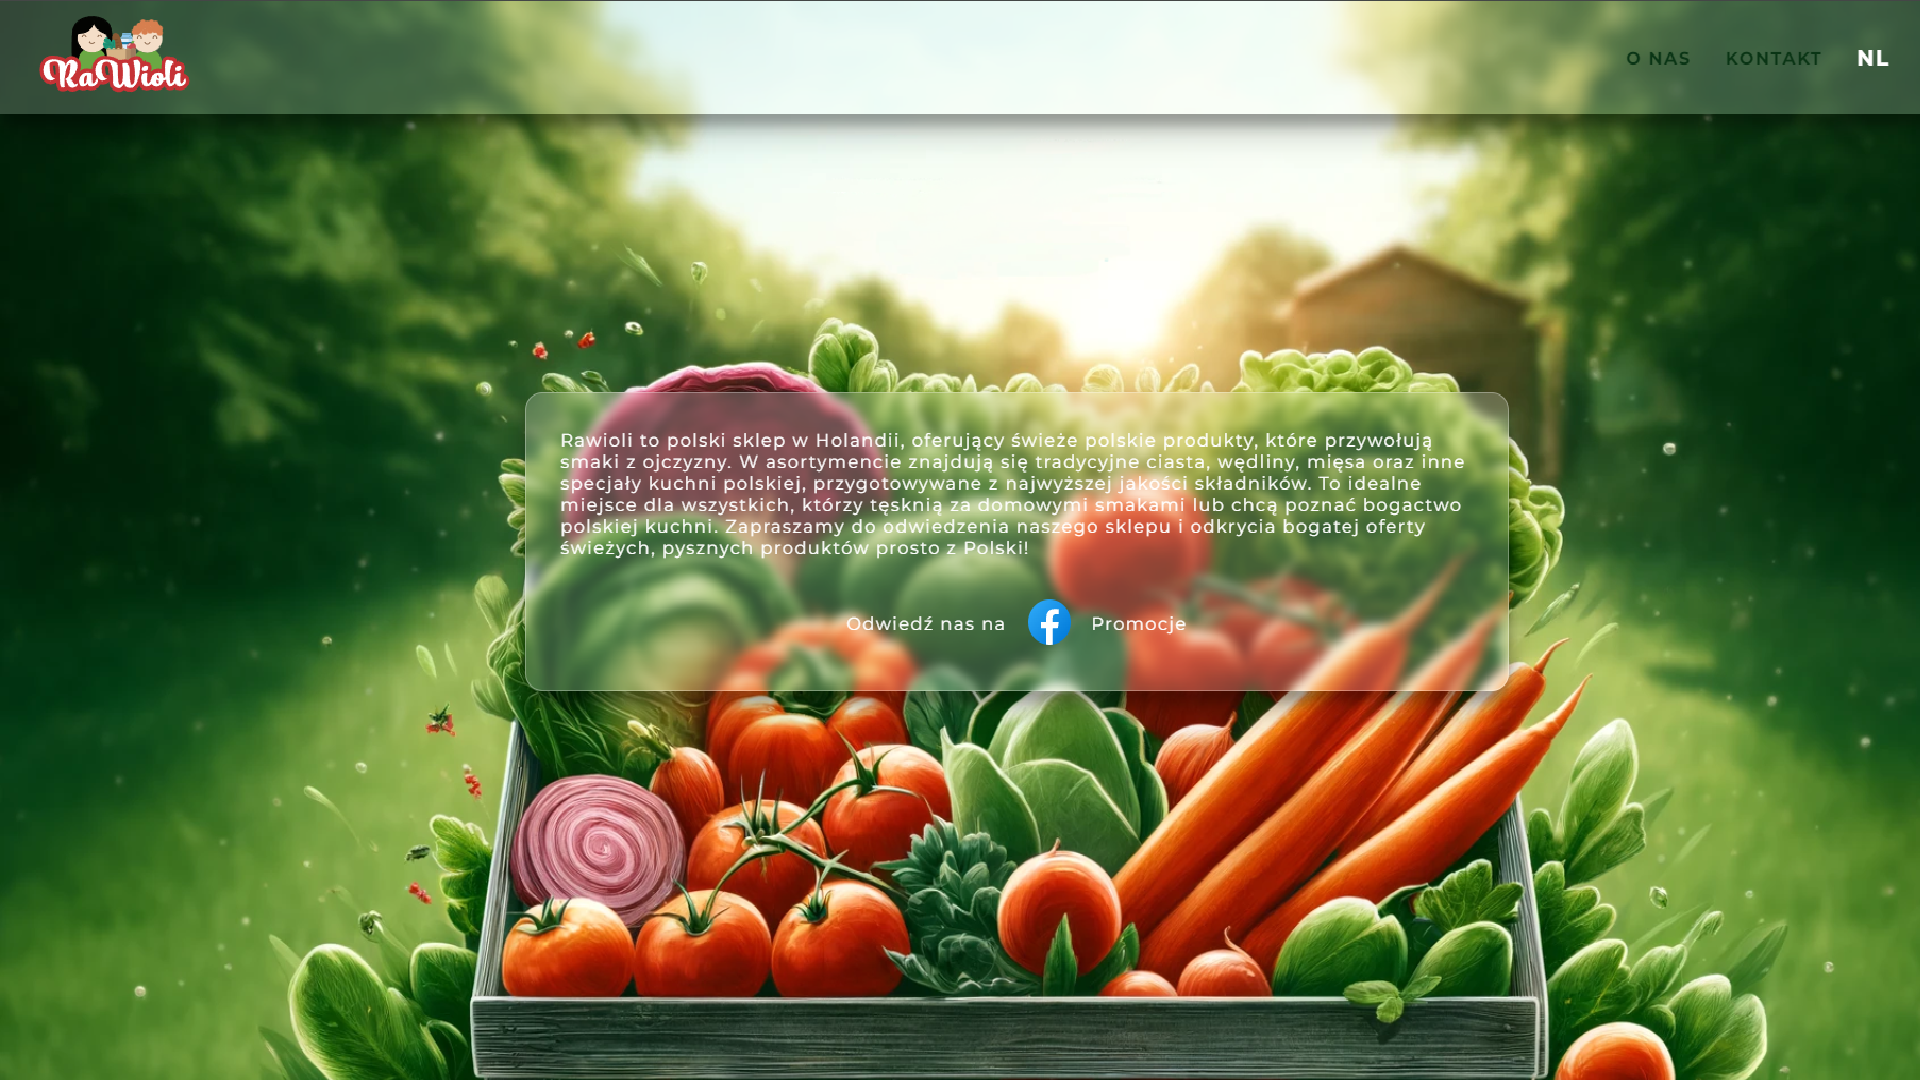 RaWioli
O NAS
KONTAKT
NL
Rawioli to polski sklep w Holandii, oferujący świeże polskie produkty, które przywołują
smaki z ojczyzny. W asortymencie znajdują się tradycyjne ciasta, wędliny, mięsa oraz inne
specjały kuchni polskiej, przygotowywane z najwyższej jakości składników. To idealne
miejsce dla wszystkich, którzy tęsknią za domowymi smakami lub chcą poznać bogactwo
polskiej kuchni. Zapraszamy do odwiedzenia naszego sklepu i odkrycia bogatej oferty
świeżych, pysznych produktów prosto z Polski!
Odwiedź nas na
Promocje